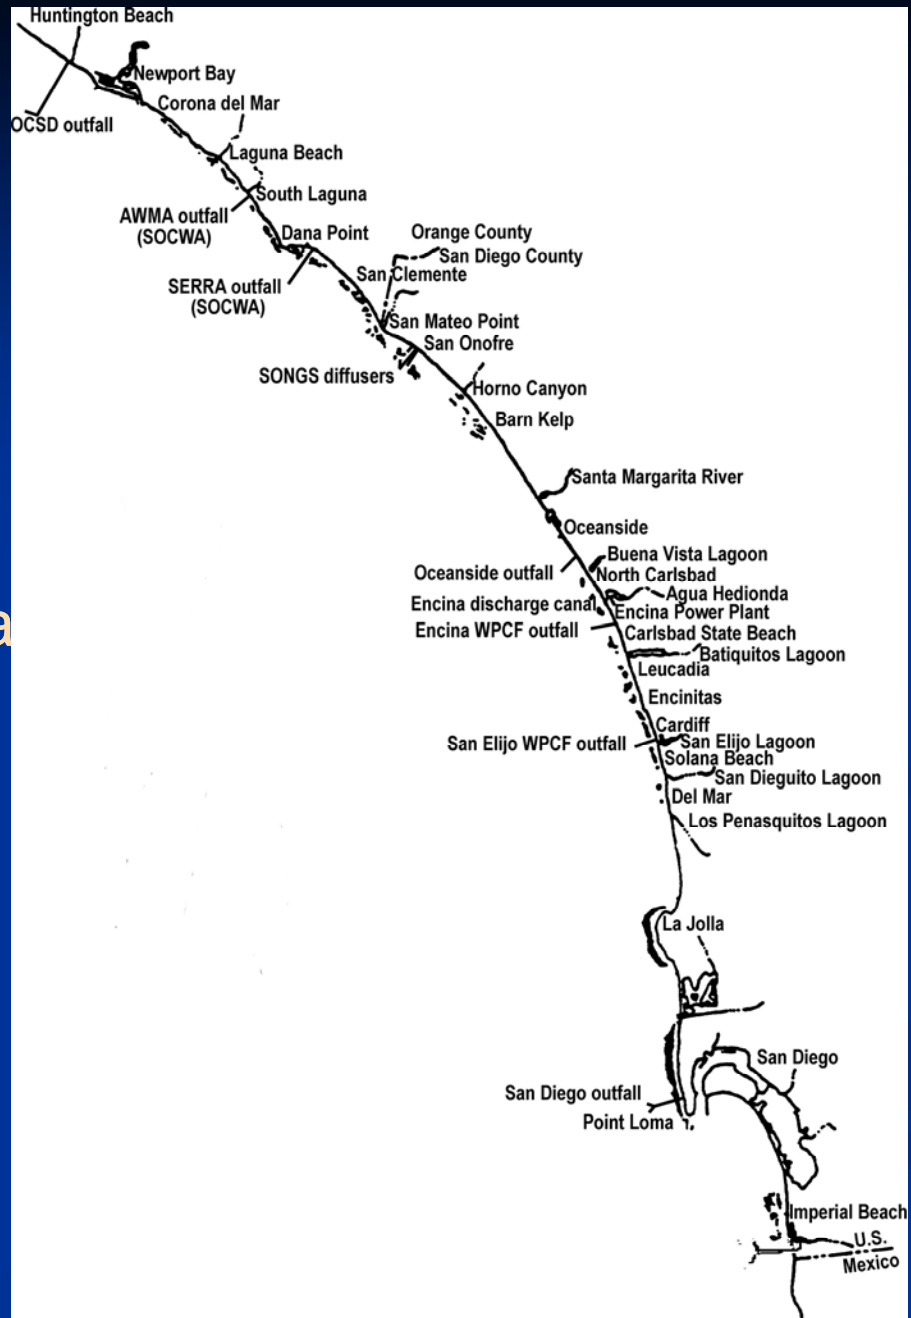 Huntington Beach
Newport Bay
Corona del Mar
OCSD outfall
Laguna Beach
South Laguna
AWMA outfall
(SOCWA)
Dana Point
Orange County
San Diego County
San Clemente
SERRA outfall
(SOCWA)
San Mateo Point
San Onofre
SONGS diffusers
Horno Canyon
Barn Kelp
Santa Margarita River
Oceanside
Buena Vista Lagoon
Oceanside outfall
North Carlsbad
Agua Hedionda
Encina discharge canal
Encina Power Plant
Encina WPCF outfall
Carlsbad State Beach
a
Batiquitos Lagoon
Leucadia
Encinitas
Cardiff
San Elijo WPCF outfall
San Elijo Lagoon
Solana Beach
San Dieguito Lagoon
Del Mar
Los Penasquitos Lagoon
La Jolla
San Diego
San Diego outfall
Point Loma
Imperial Beach
U.S.
Mexico